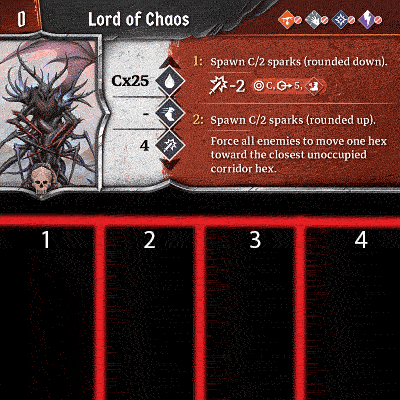 0
Lord of Chaos
Cx25
-
4
1: Spawn C/2 sparks (rounded down).
-2 C, 5,
2: Spawn C/2 sparks (rounded up).
Force all enemies to move one hex
toward the closest unoccupied
corridor hex.
1 2 3 4